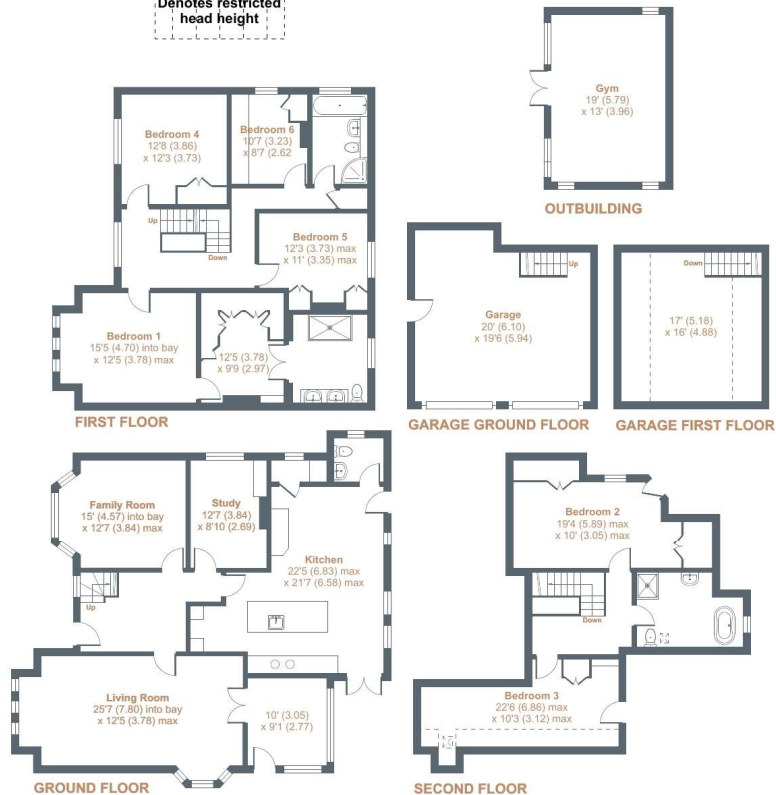 Denotes restricted
head height
Gym
19' (5.79)
x 13' (3.96)
OUTBUILDING
Bedroom 4
12'8 (3.86)
x 12'3 (3.73)
Bedroom 6
10'7 (3.23)
x 8'7 (2.62
Up
Down
Bedroom 5
12'3 (3.73) max
x 11' (3.35) max
Bedroom 1
15'5 (4.70) into bay
x 12'5 (3.78) max
12'5 (3.78)
x 9'9 (2.97)
FIRST FLOOR
Up
Garage
20' (6.10)
x 19'6 (5.94)
GARAGE GROUND FLOOR
Down
17' (5.18)
x 16' (4.88)
GARAGE FIRST FLOOR
Family Room
15' (4.57) into bay
x 12'7 (3.84) max
Study
12'7 (3.84)
x 8'10 (2.69)
Kitchen
22'5 (6.83) max
x 21'7 (6.58) max
Up
Living Room
25'7 (7.80) into bay
x 12'5 (3.78) max
10' (3.05)
x 9'1 (2.77)
GROUND FLOOR
Bedroom 2
19'4 (5.89) max
x 10' (3.05) max
Down
Bedroom 3
22'6 (6.86) max
x 10'3 (3.12) max
SECOND FLOOR